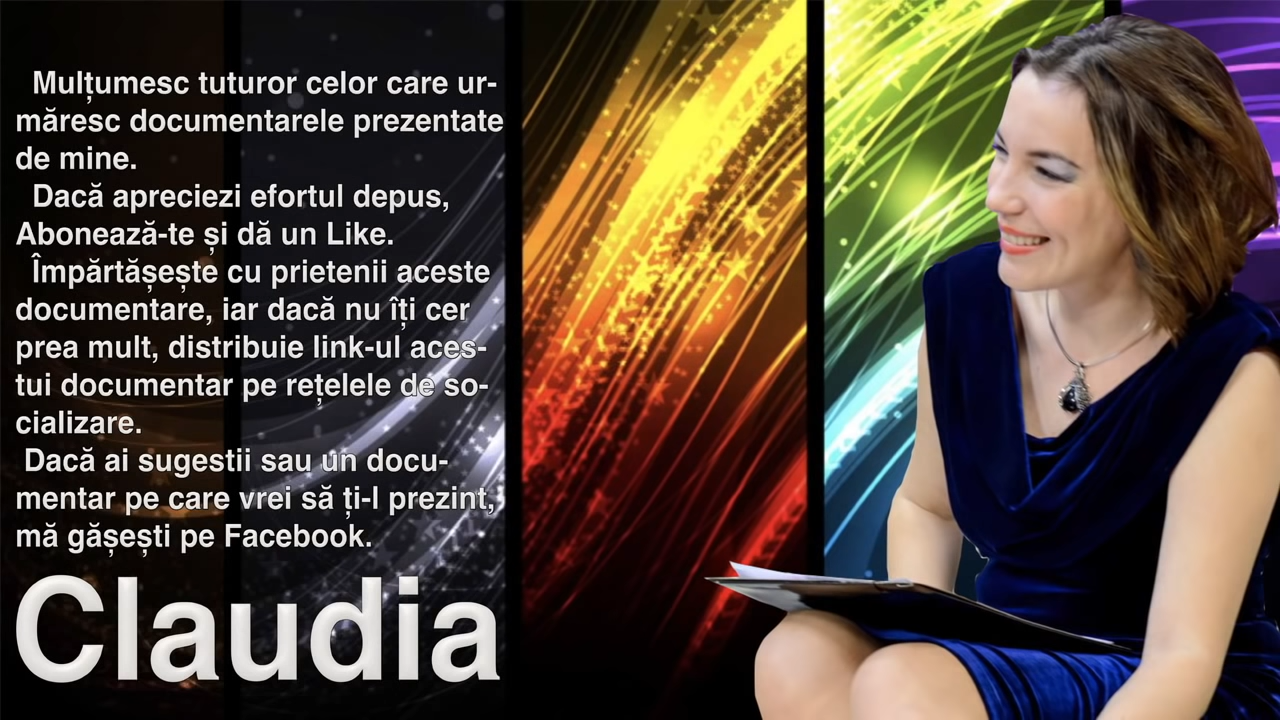 Mulțumesc tuturor celor care ur-
măresc documentarele prezentate
de mine.
Dacă apreciezi efortul depus,
Abonează-te și dă un Like.
Împărtășește cu prietenii aceste
documentare, iar dacă nu îți cer
prea mult, distribuie link-ul aces-
tui documentar pe rețelele de so-
cializare.
Dacă ai sugestii sau un docu-
mentar pe care vrei să ți-l prezint,
mă găsești pe Facebook.
Claudia